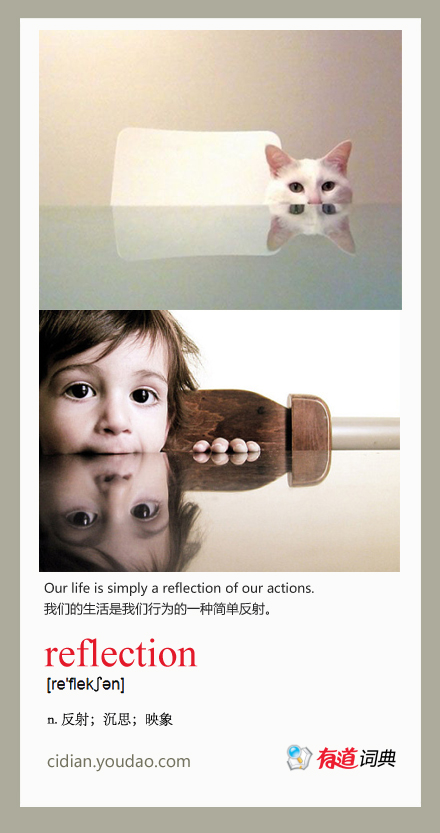 Our life is simply a reflection of our actions.
我们的生活是我们行为的一种简单反射。
reflection
[re'flekʃən]
n. 反射；沉思；映象
cidian.youdao.com
有道词典